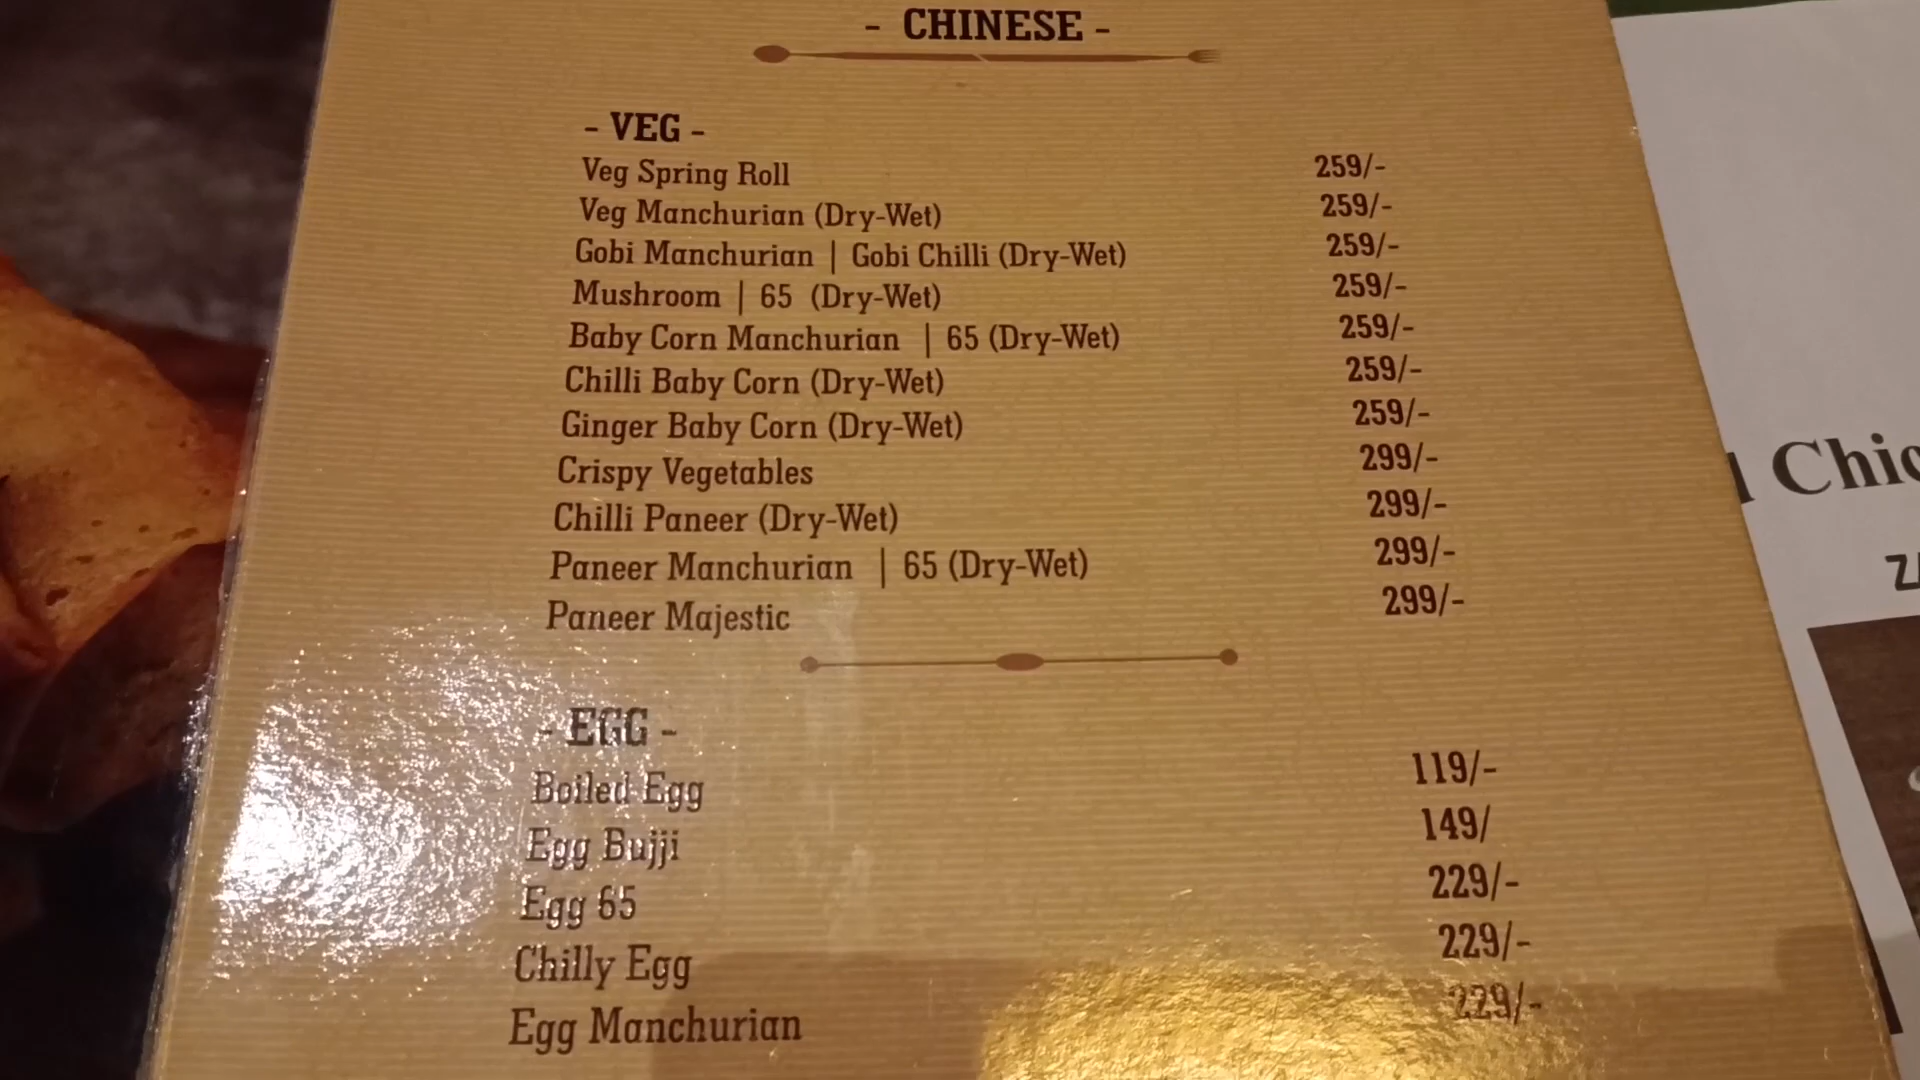 - CHINESE -
- VEG -
Veg Spring Roll 259/-
Veg Manchurian (Dry-Wet) 259/-
Gobi Manchurian | Gobi Chilli (Dry-Wet) 259/-
Mushroom | 65 (Dry-Wet) 259/-
Baby Corn Manchurian | 65 (Dry-Wet) 259/-
Chilli Baby Corn (Dry-Wet) 259/-
Ginger Baby Corn (Dry-Wet) 259/-
Crispy Vegetables 299/-
Chilli Paneer (Dry-Wet) 299/-
Paneer Manchurian | 65 (Dry-Wet) 299/-
Paneer Majestic 299/-
- EGG -
Boiled Egg 119/-
Egg Bujji 149/
Egg 65 229/-
Chilly Egg 229/-
Egg Manchurian 229/-